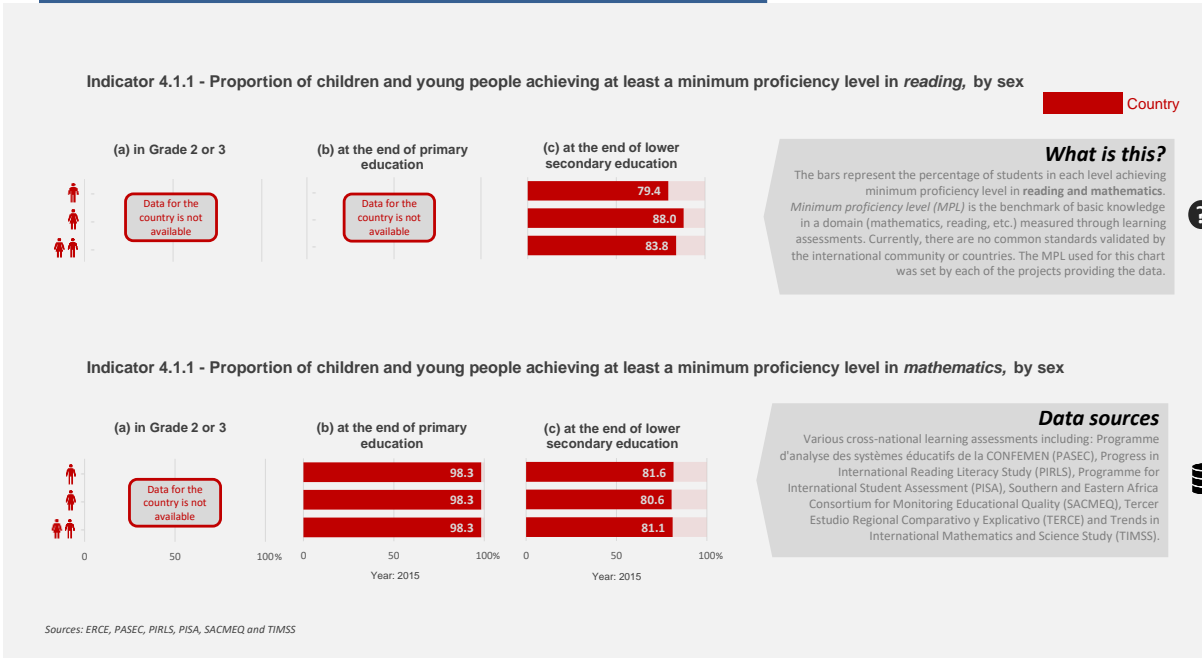 Indicator 4.1.1 - Proportion of children and young people achieving at least a minimum proficiency level in reading, by sex
Country
(a) in Grade 2 or 3
(b) at the end of primary
education
(c) at the end of lower
secondary education
Data for the
country is not
available
Data for the
country is not
available
79.4
88.0
83.8
What is this?
The bars represent the percentage of students in each level achieving
minimum proficiency level in reading and mathematics.
Minimum proficiency level (MPL) is the benchmark of basic knowledge
in a domain (mathematics, reading, etc.) measured through learning
assessments. Currently, there are no common standards validated by
the international community or countries. The MPL used for this chart
was set by each of the projects providing the data.
?
Indicator 4.1.1 - Proportion of children and young people achieving at least a minimum proficiency level in mathematics, by sex
(a) in Grade 2 or 3
(b) at the end of primary
education
(c) at the end of lower
secondary education
Data for the
country is not
available
98.3
98.3
98.3
81.6
80.6
81.1
0 50 100%
0 50 100%
0 50 100%
Year: 2015
Year: 2015
Data sources
Various cross-national learning assessments including: Programme
d'analyse des systèmes éducatifs de la CONFEMEN (PASEC), Progress in
International Reading Literacy Study (PIRLS), Programme for
International Student Assessment (PISA), Southern and Eastern Africa
Consortium for Monitoring Educational Quality (SACMEQ), Tercer
Estudio Regional Comparativo y Explicativo (TERCE) and Trends in
International Mathematics and Science Study (TIMSS).
Sources: ERCE, PASEC, PIRLS, PISA, SACMEQ and TIMSS